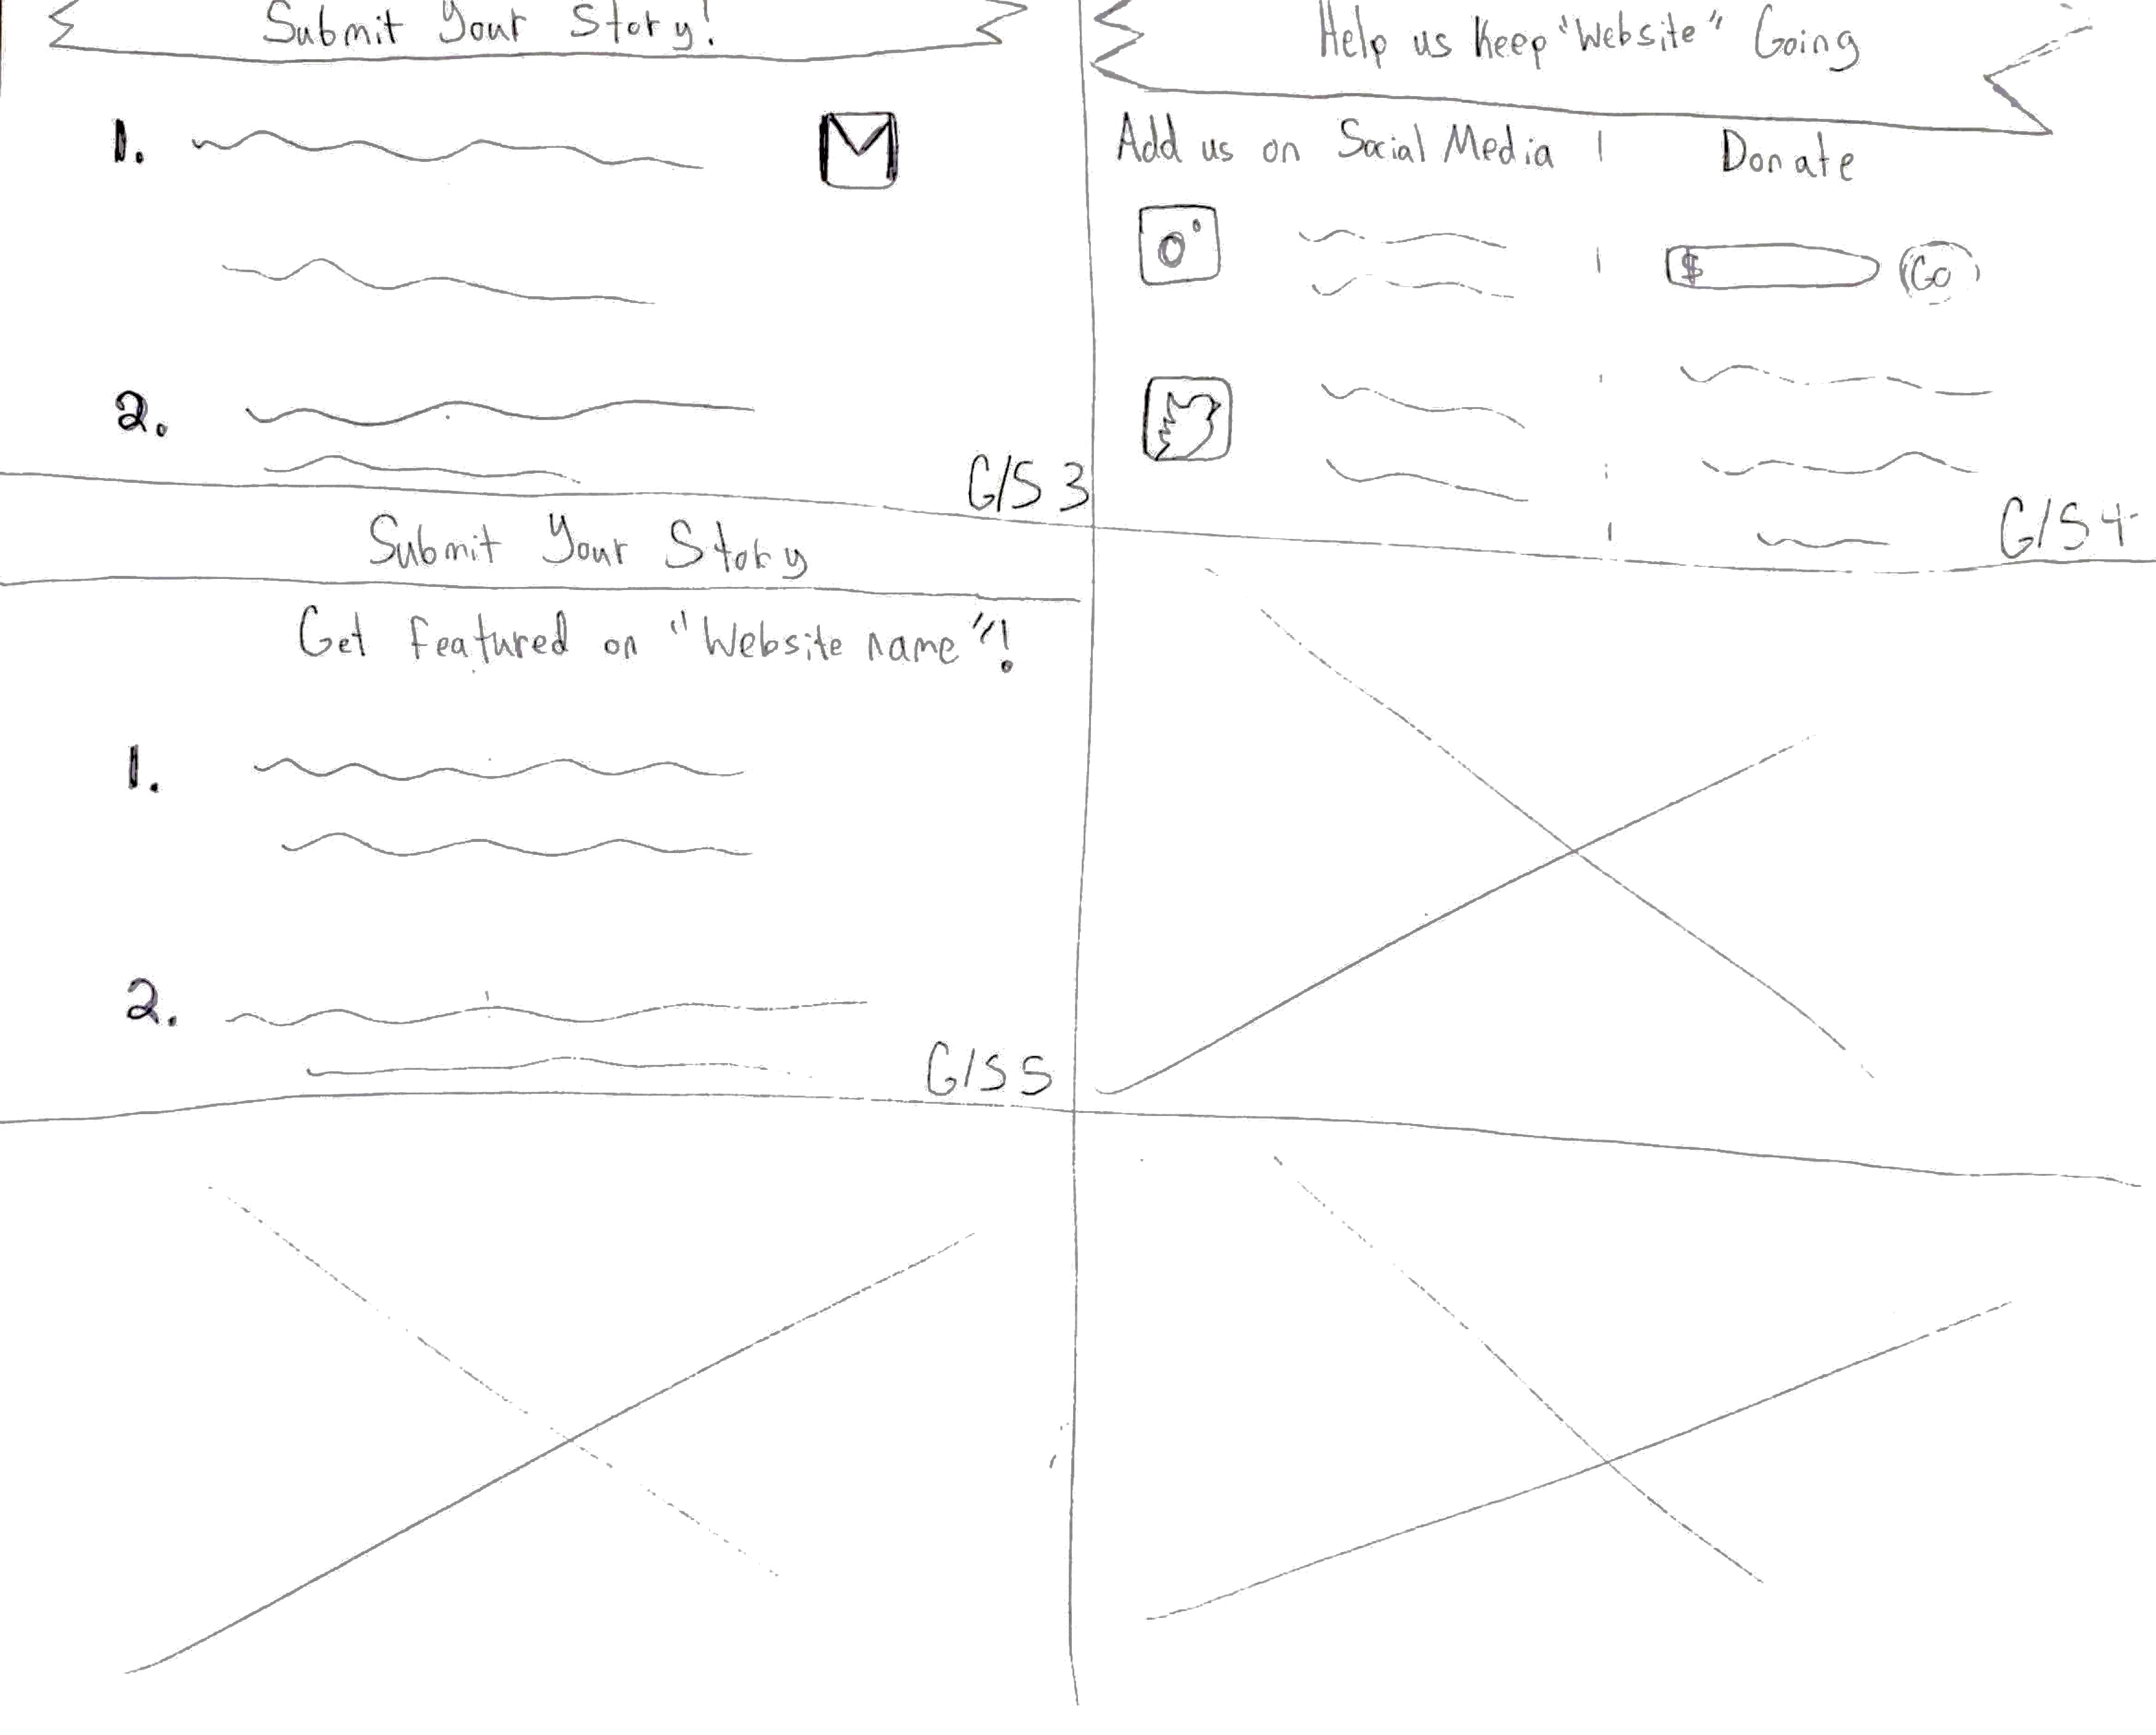 Submit Your Story!
1.
2.
G/S 3
Help us Keep "Website" Going
Add us on Social Media
Donate
$
Go
G/S 4
Submit Your Story
Get featured on "Website name"!
1.
2.
G/S 5